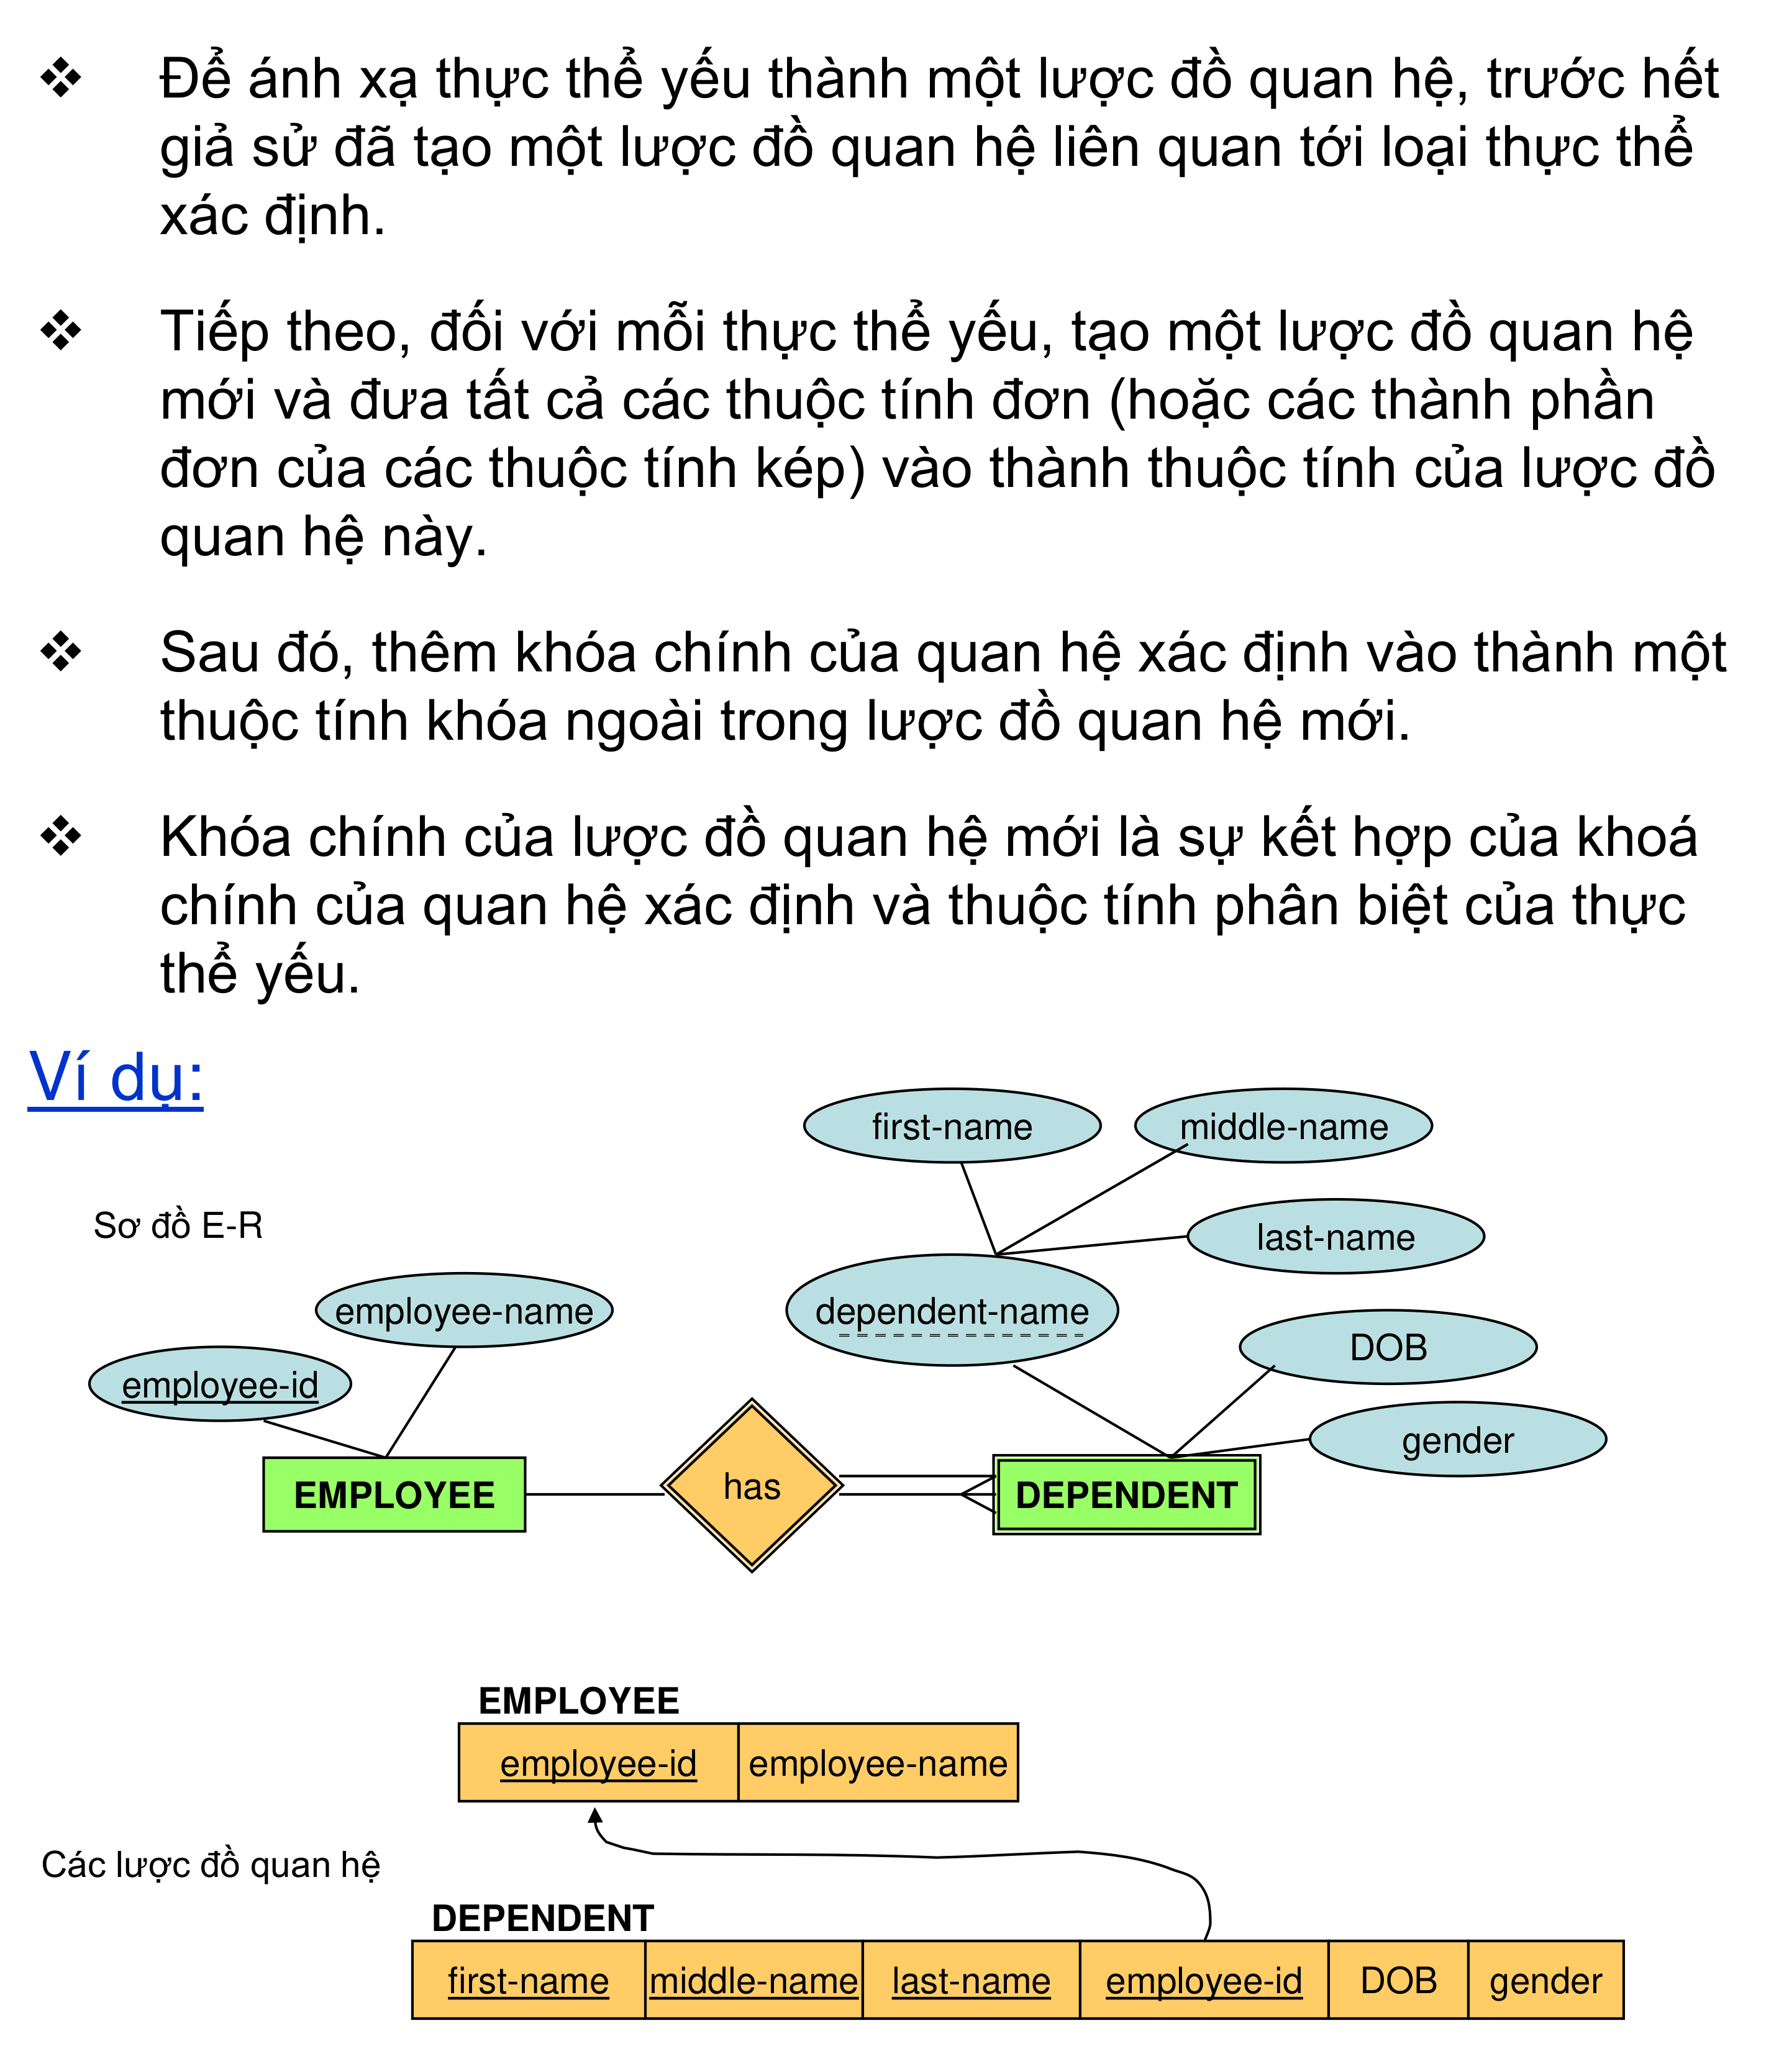 ❖ Để ánh xạ thực thể yếu thành một lược đồ quan hệ, trước hết
giả sử đã tạo một lược đồ quan hệ liên quan tới loại thực thể
xác định.
❖ Tiếp theo, đối với mỗi thực thể yếu, tạo một lược đồ quan hệ
mới và đưa tất cả các thuộc tính đơn (hoặc các thành phần
đơn của các thuộc tính kép) vào thành thuộc tính của lược đồ
quan hệ này.
❖ Sau đó, thêm khóa chính của quan hệ xác định vào thành một
thuộc tính khóa ngoài trong lược đồ quan hệ mới.
❖ Khóa chính của lược đồ quan hệ mới là sự kết hợp của khoá
chính của quan hệ xác định và thuộc tính phân biệt của thực
thể yếu.
Ví dụ:
first-name
middle-name
Sơ đồ E-R
last-name
employee-name
dependent-name
DOB
employee-id
gender
EMPLOYEE
has
DEPENDENT
EMPLOYEE
employee-id employee-name
Các lược đồ quan hệ
DEPENDENT
first-name middle-name last-name employee-id DOB gender